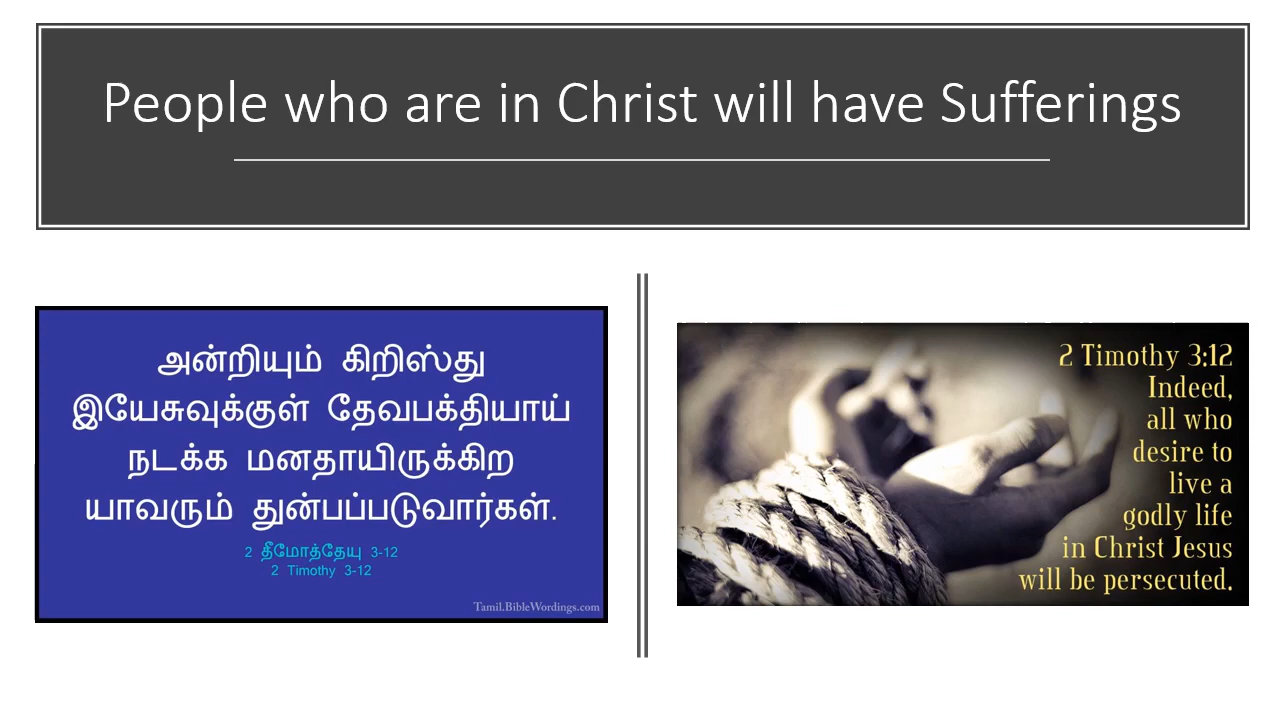 People who are in Christ will have Sufferings
அன்றியும் கிறிஸ்து
இயேசுவுக்குள் தேவபக்தியாய்
நடக்க மனதாயிருக்கிற
யாவரும் துன்பப்படுவார்கள்.
2 தீமோத்தேயு 3-12
2 Timothy 3-12
Tamil.BibleWordings.com
2 Timothy 3:12
Indeed,
all who
desire to
live a
godly life
in Christ Jesus
will be persecuted.